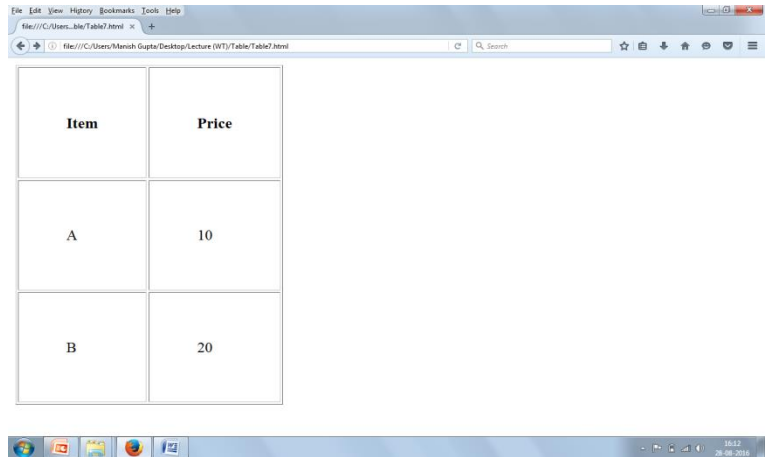 File Edit View History Bookmarks Tools Help
file:///C:/Users...ble/Table7.html × +
file:///C:/Users/Manish Gupta/Desktop/Lecture (WT)/Table/Table7.html Search
Item Price
A 10
B 20
16:12
28-08-2016